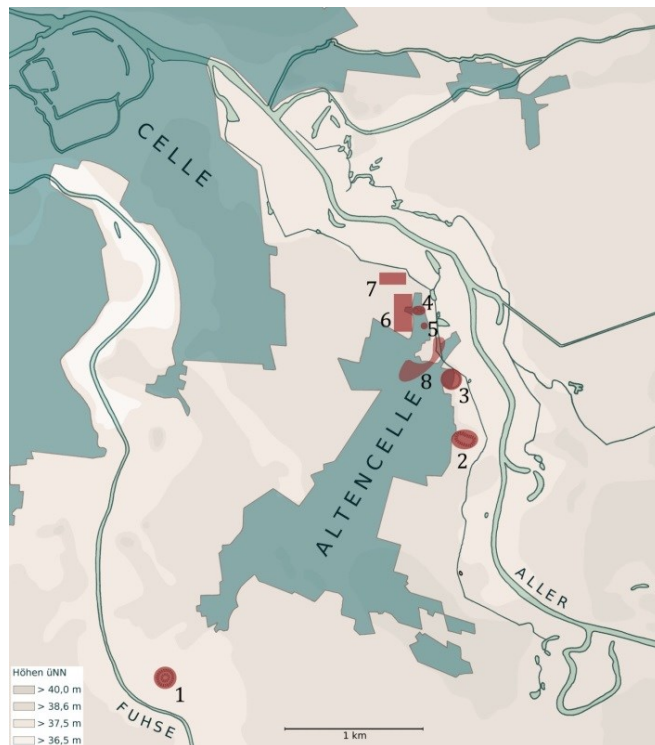 CELLE
7
4
6
5
8
3
2
ALTENCELLE
ALLER
1
FUHSE
Höhen üNN
> 40,0 m
> 38,6 m
> 37,5 m
> 36,5 m
1 km